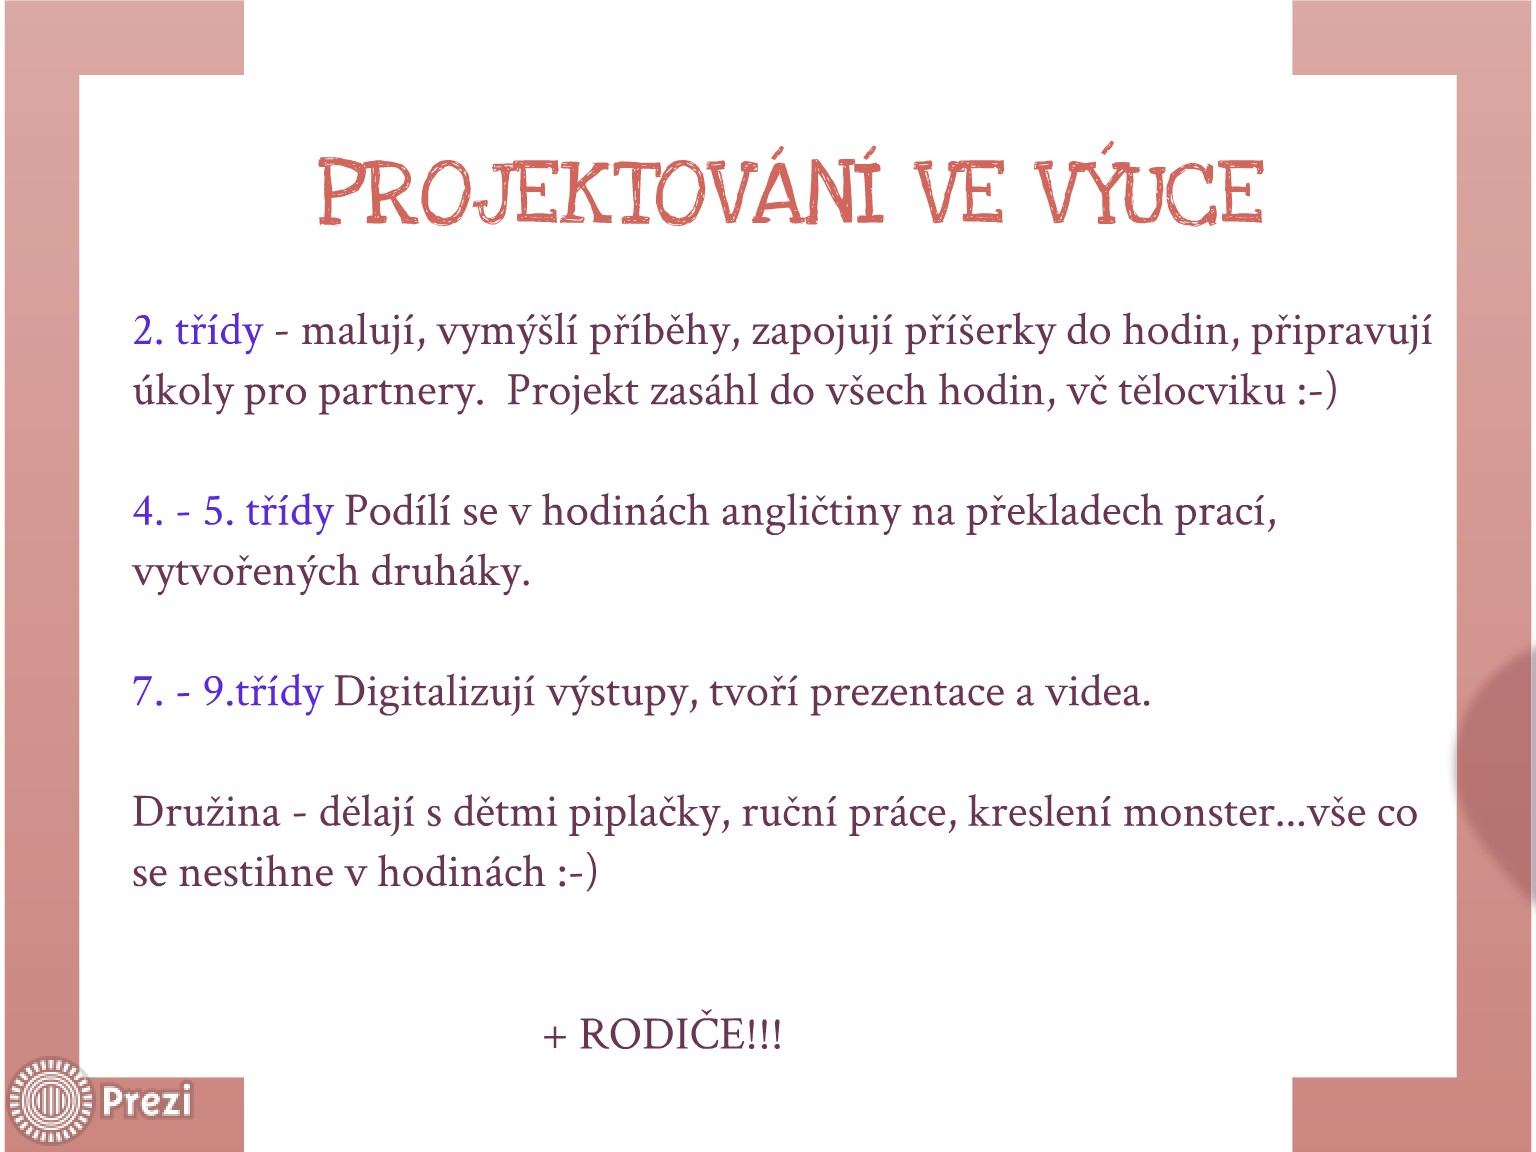 PROJEKTOVÁNÍ VE VÝUCE
2. třídy - malují, vymýšlí příběhy, zapojují příšerky do hodin, připravují
úkoly pro partnery.  Projekt zasáhl do všech hodin, vč tělocviku :-)
4. - 5. třídy Podílí se v hodinách angličtiny na překladech prací,
vytvořených druháky.
7. - 9.třídy Digitalizují výstupy, tvoří prezentace a videa.
Družina - dělají s dětmi piplačky, ruční práce, kreslení monster...vše co
se nestihne v hodinách :-)
+ RODIČE!!!
Prezi